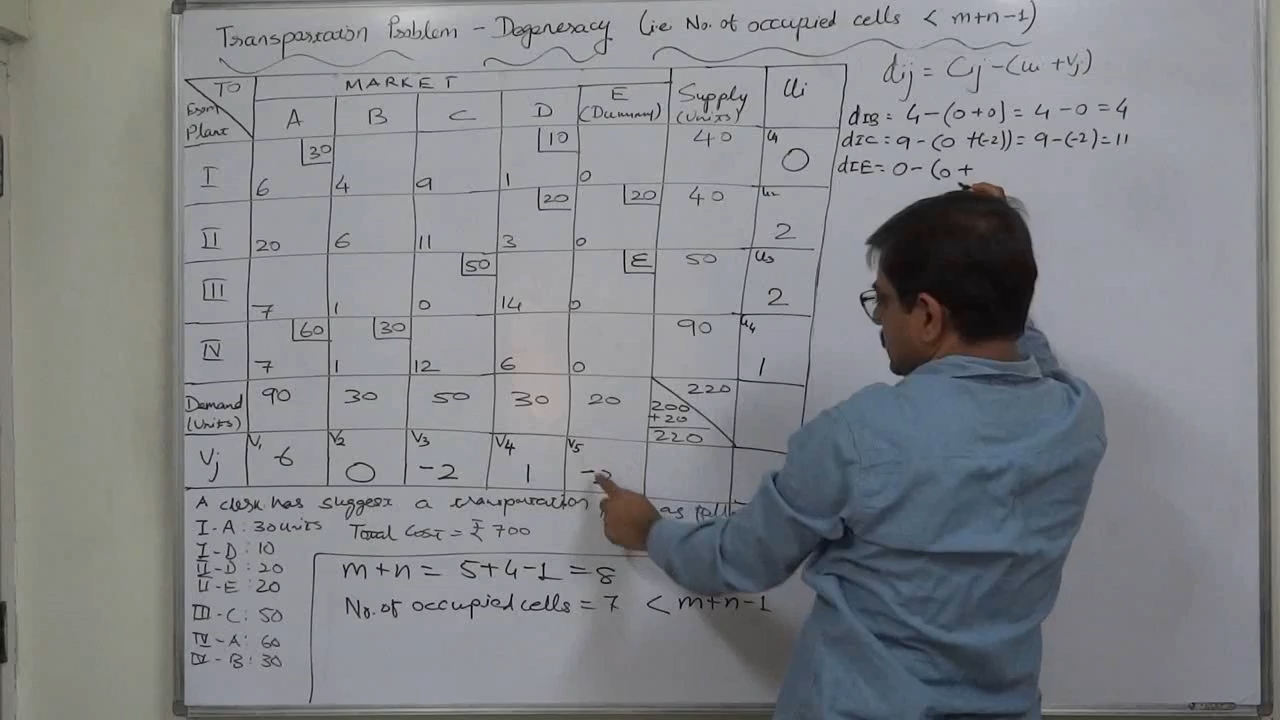 Transportation Problem - Degeneracy (i.e No. of occupied cells < m+n-1)
TO
From Plant
MARKET
A B C D E (Dummy)
Supply (Units)
Ui
I 30 6 4 9 10 1 0 40 u1 0
II 20 6 11 20 3 20 0 40 u2 2
III 7 1 50 0 14 ε 0 50 u3 2
IV 60 7 30 1 12 6 0 90 u4 1
Demand (Units) 90 30 50 30 20 220
200
+ 20
220
Vj V1 6 V2 0 V3 -2 V4 1 V5 -2
dij = Cij - (ui + vj)
dIB = 4 - (0+0) = 4 - 0 = 4
dIC = 9 - (0 +(-2)) = 9 - (-2) = 11
dIE = 0 - (0 +
A clerk has suggest a transportation as
I - A : 30 units
I - D : 10
II - D : 20
II - E : 20
III - C : 50
IV - A : 60
IV - B : 30
Total Cost = ₹ 700
m+n = 5+4-1 = 8
No. of occupied cells = 7 < m+n-1